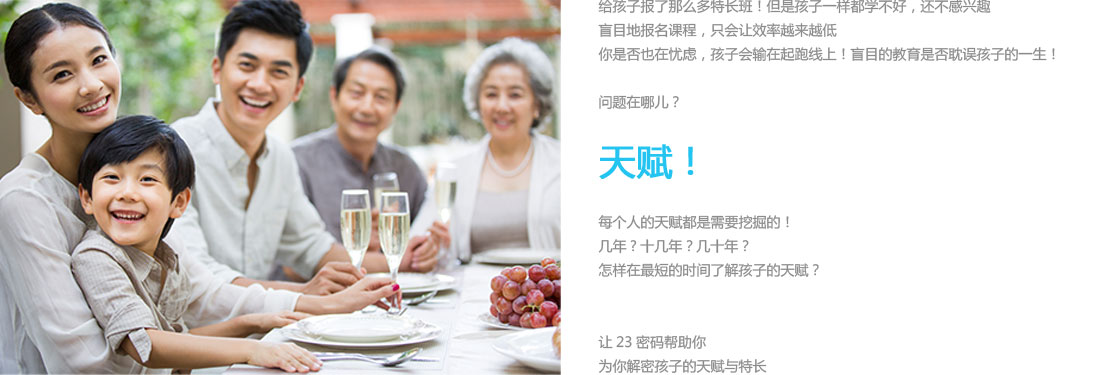 给孩子报了那么多特长班！但是孩子一样都学不好，还不感兴趣
盲目地报名课程，只会让效率越来越低
你是否也在忧虑，孩子会输在起跑线上！盲目的教育是否耽误孩子的一生！
问题在哪儿？
天赋！
每个人的天赋都是需要挖掘的！
几年？十几年？几十年？
怎样在最短的时间了解孩子的天赋？
让 23 密码帮助你
为你解密孩子的天赋与特长